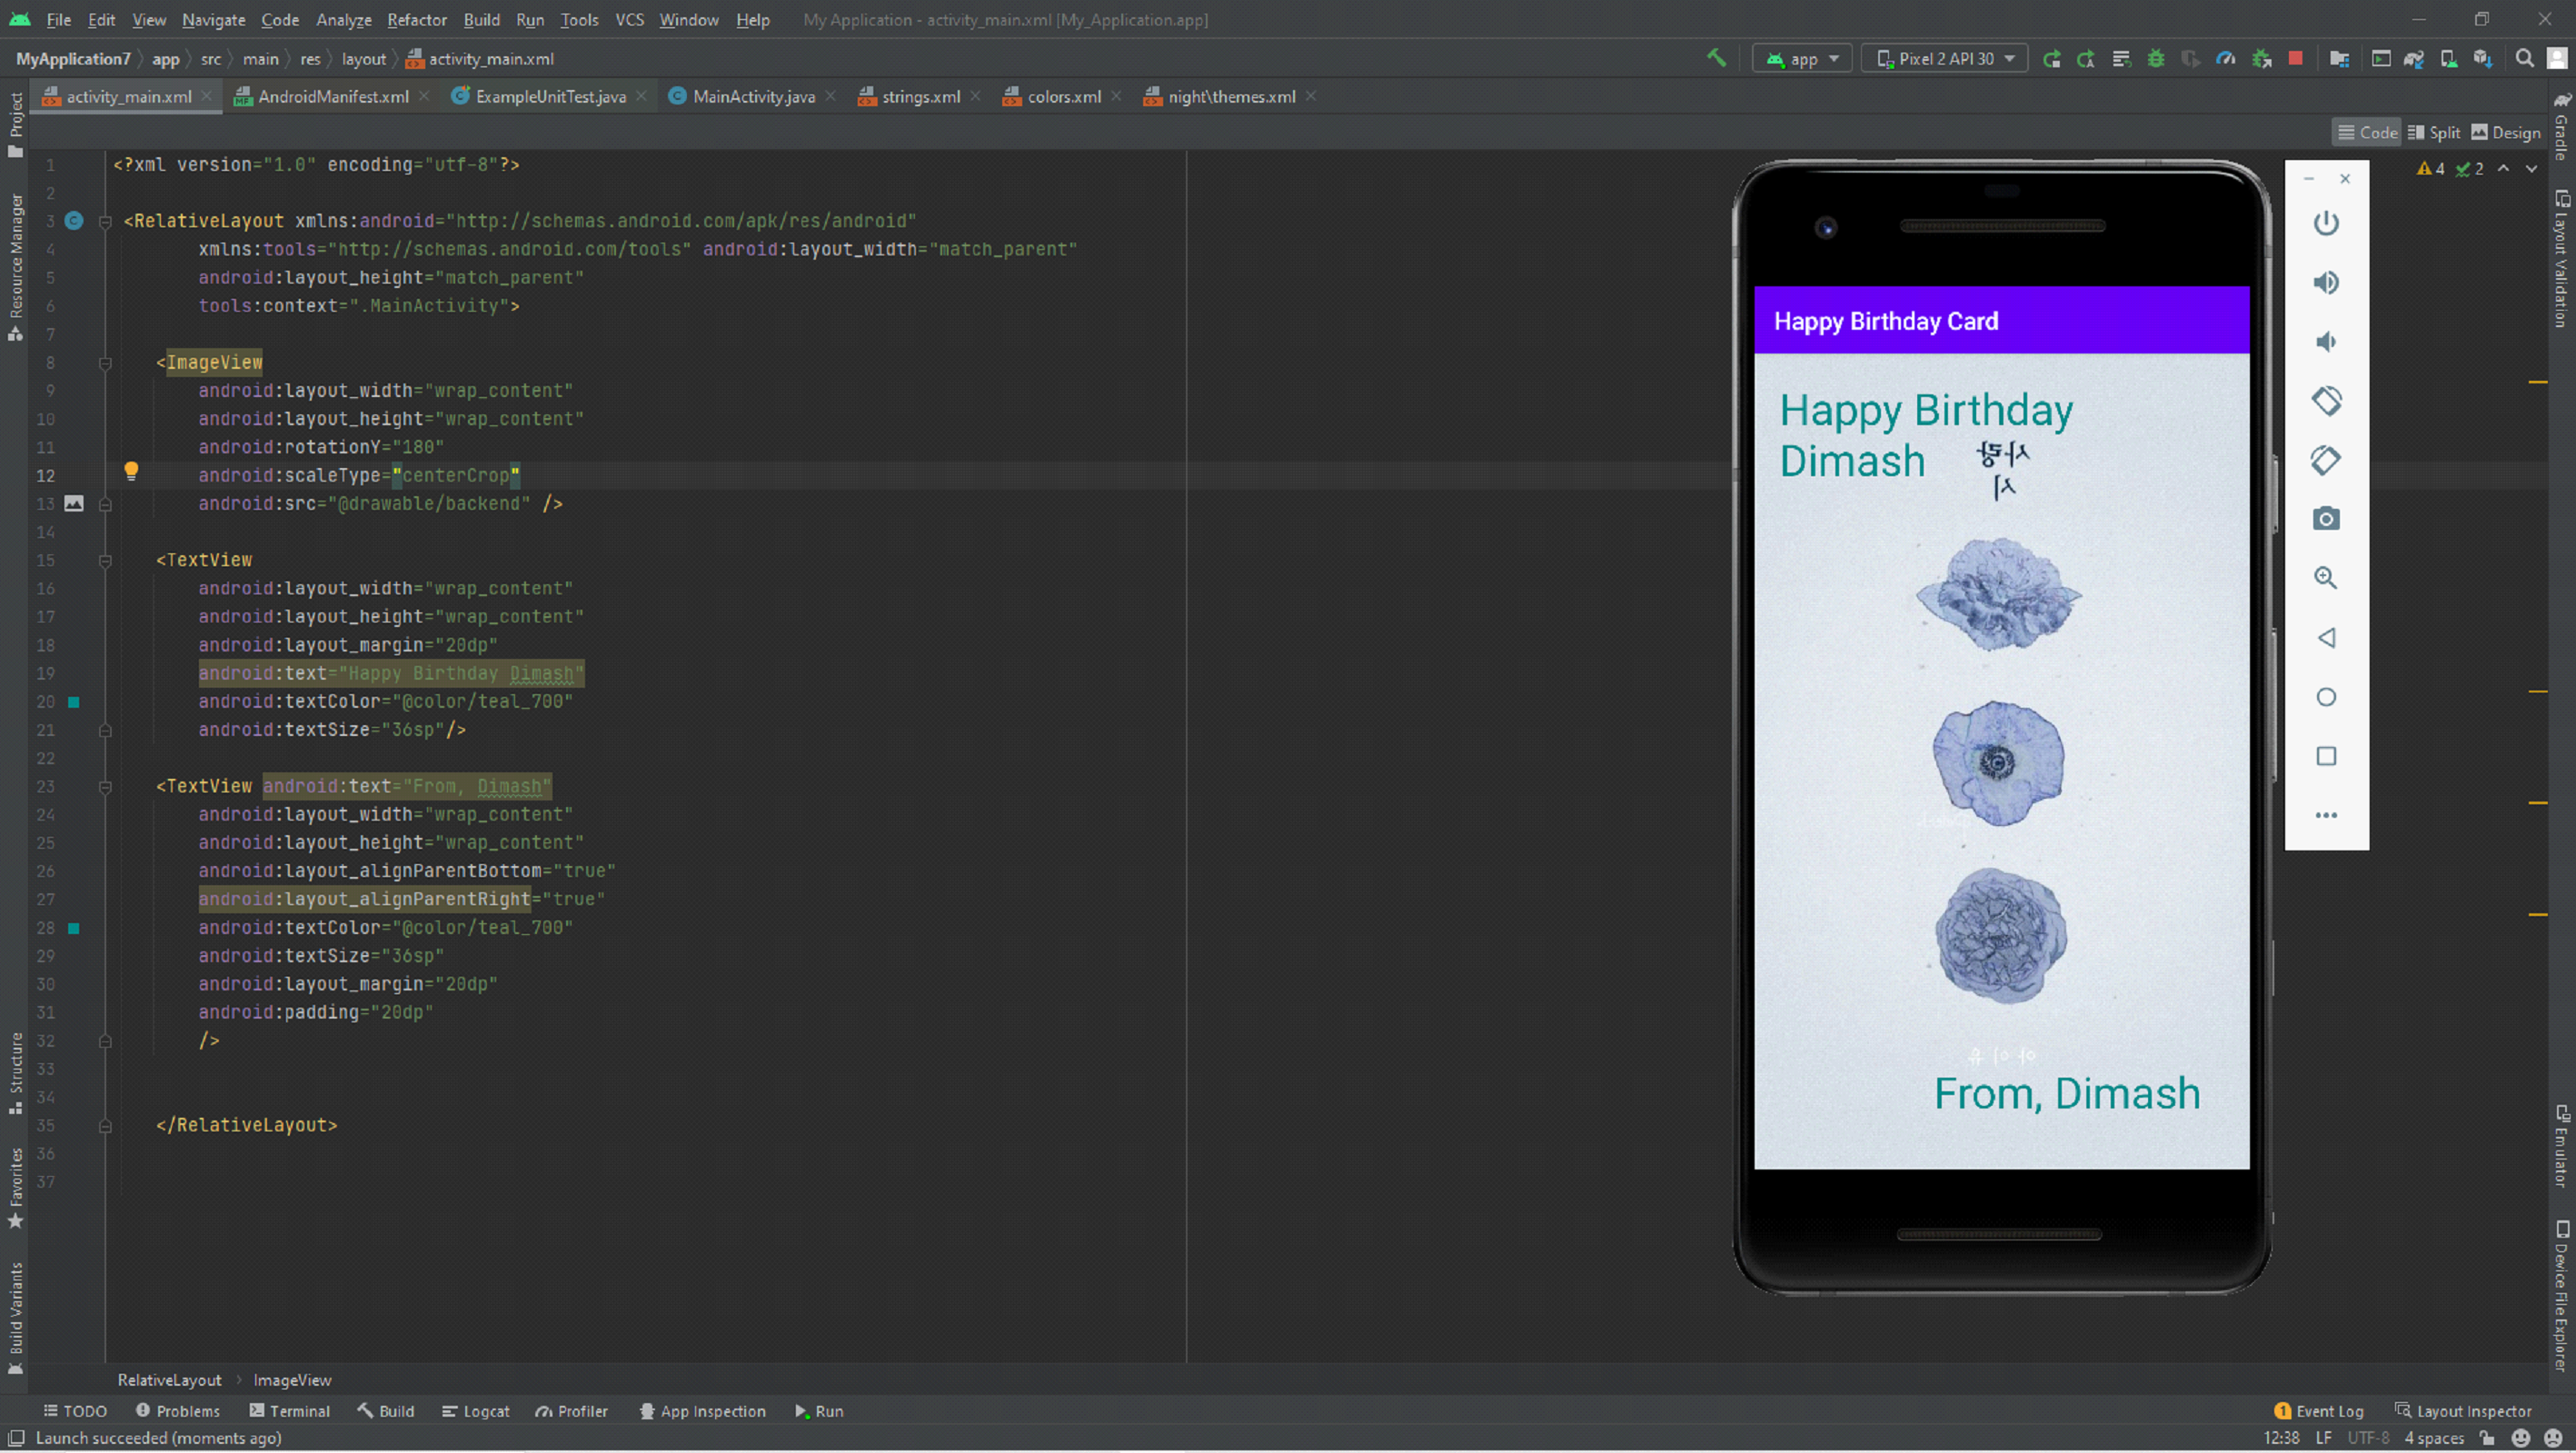 File Edit View Navigate Code Analyze Refactor Build Run Tools VCS Window Help My Application - activity_main.xml [My_Application.app]
MyApplication7 app src main res layout activity_main.xml app Pixel 2 API 30
activity_main.xml AndroidManifest.xml ExampleUnitTest.java MainActivity.java strings.xml colors.xml night\themes.xml
Code Split Design
4 2
Project
Resource Manager
Structure
Favorites
Build Variants
1 <?xml version="1.0" encoding="utf-8"?>
2
3 <RelativeLayout xmlns:android="http://schemas.android.com/apk/res/android"
4 xmlns:tools="http://schemas.android.com/tools" android:layout_width="match_parent"
5 android:layout_height="match_parent"
6 tools:context=".MainActivity">
7
8 <ImageView
9 android:layout_width="wrap_content"
10 android:layout_height="wrap_content"
11 android:rotationY="180"
12 android:scaleType="centerCrop"
13 android:src="@drawable/backend" />
14
15 <TextView
16 android:layout_width="wrap_content"
17 android:layout_height="wrap_content"
18 android:layout_margin="20dp"
19 android:text="Happy Birthday Dimash"
20 android:textColor="@color/teal_700"
21 android:textSize="36sp"/>
22
23 <TextView android:text="From, Dimash"
24 android:layout_width="wrap_content"
25 android:layout_height="wrap_content"
26 android:layout_alignParentBottom="true"
27 android:layout_alignParentRight="true"
28 android:textColor="@color/teal_700"
29 android:textSize="36sp"
30 android:layout_margin="20dp"
31 android:padding="20dp"
32 />
33
34
35 </RelativeLayout>
36
37
Happy Birthday Card
Happy Birthday
Dimash
From, Dimash
Gradle
Layout Validation
Emulator
Device File Explorer
RelativeLayout ImageView
TODO Problems Terminal Build Logcat Profiler App Inspection Run 1 Event Log Layout Inspector
Launch succeeded (moments ago) 12:38 LF UTF-8 4 spaces